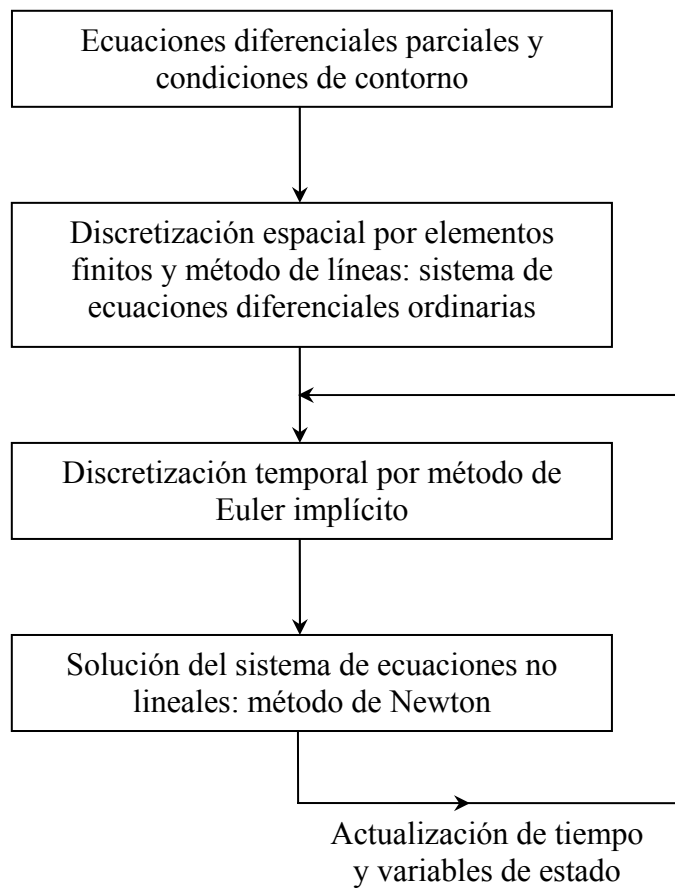 Ecuaciones diferenciales parciales y
condiciones de contorno
Discretización espacial por elementos
finitos y método de líneas: sistema de
ecuaciones diferenciales ordinarias
Discretización temporal por método de
Euler implícito
Solución del sistema de ecuaciones no
lineales: método de Newton
Actualización de tiempo
y variables de estado